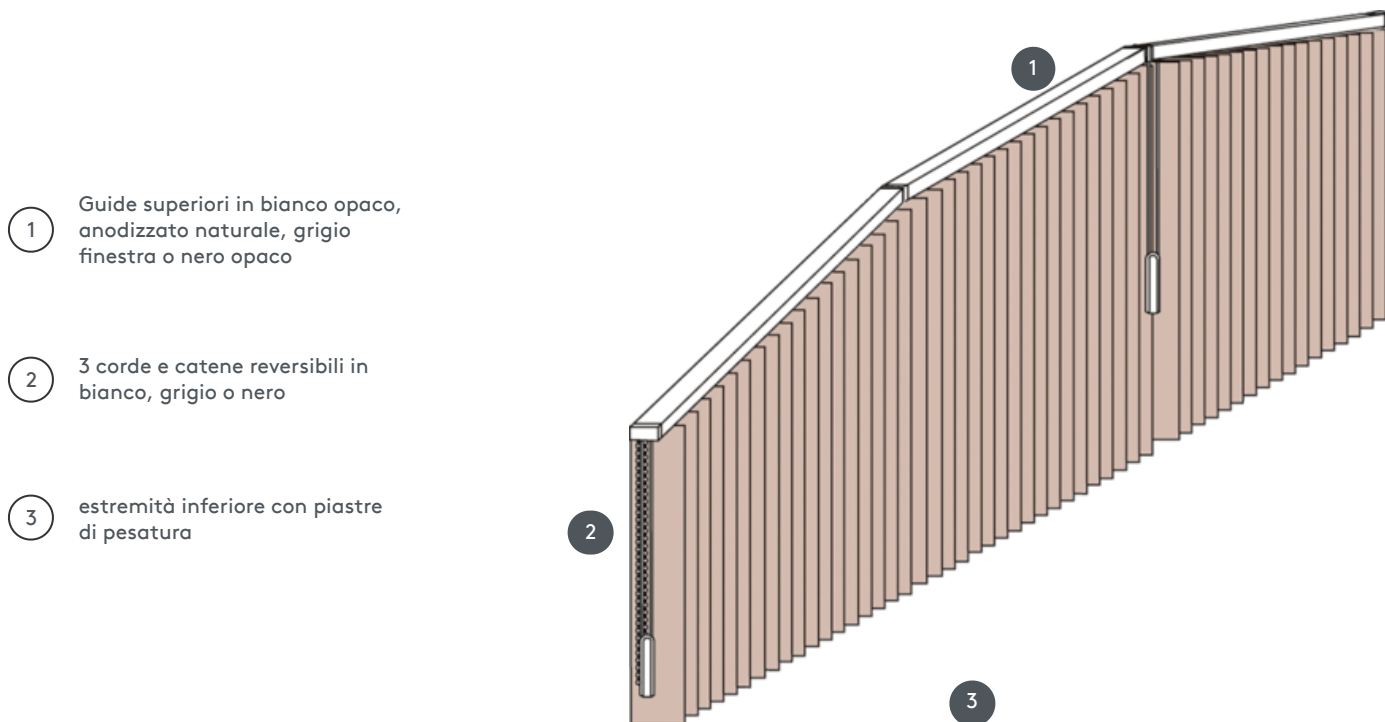 1
Guide superiori in bianco opaco,
anodizzato naturale, grigio
finestra o nero opaco
2
3 corde e catene reversibili in
bianco, grigio o nero
3
estremità inferiore con piastre
di pesatura
1
2
3